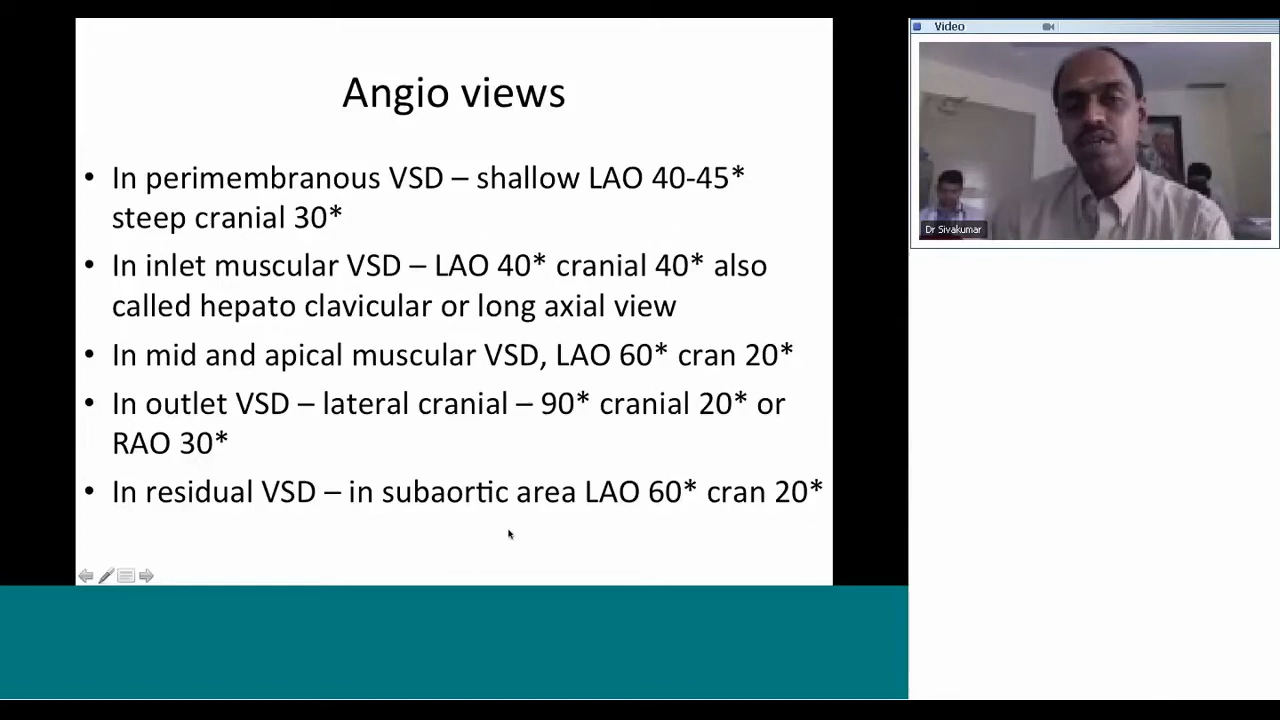 Angio views
• In perimembranous VSD – shallow LAO 40-45*
steep cranial 30*
• In inlet muscular VSD – LAO 40* cranial 40* also
called hepato clavicular or long axial view
• In mid and apical muscular VSD, LAO 60* cran 20*
• In outlet VSD – lateral cranial – 90* cranial 20* or
RAO 30*
• In residual VSD – in subaortic area LAO 60* cran 20*
Video
Dr Sivakumar